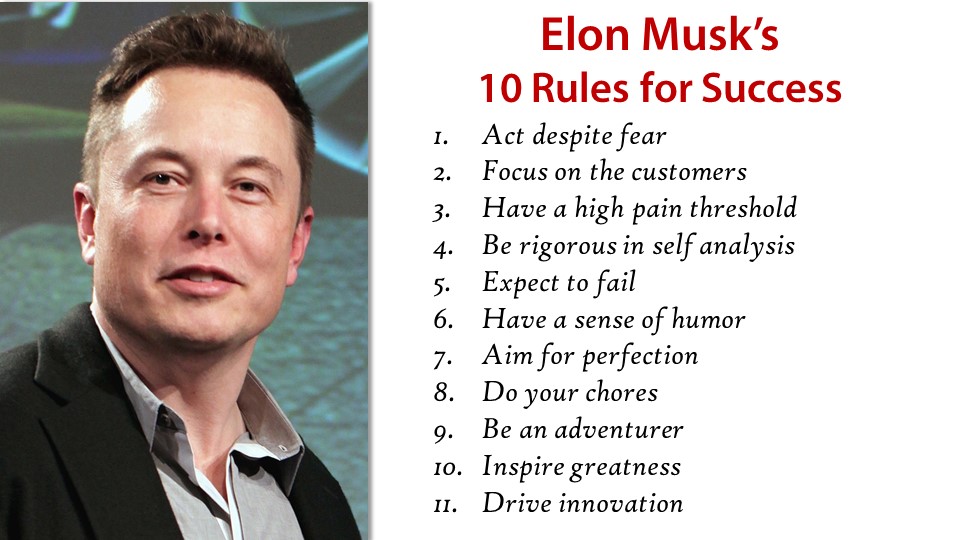 Elon Musk’s
10 Rules for Success
1. Act despite fear
2. Focus on the customers
3. Have a high pain threshold
4. Be rigorous in self analysis
5. Expect to fail
6. Have a sense of humor
7. Aim for perfection
8. Do your chores
9. Be an adventurer
10. Inspire greatness
11. Drive innovation